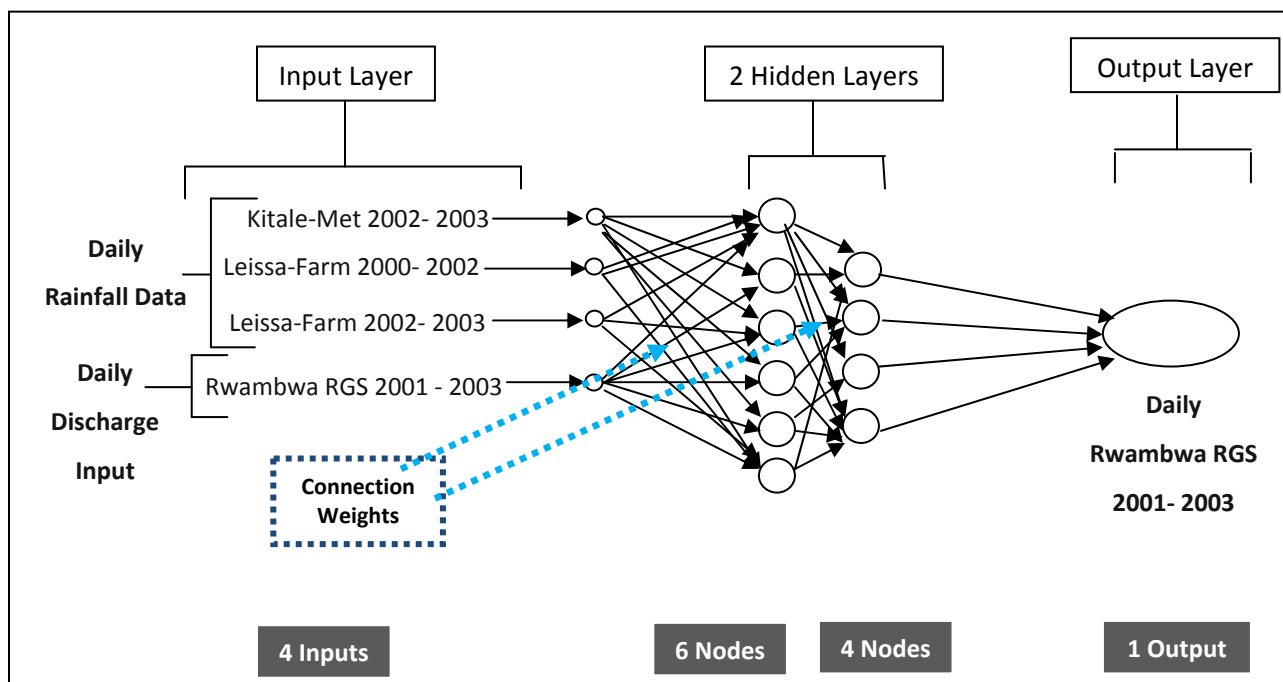 Input Layer
2 Hidden Layers
Output Layer
Daily
Rainfall Data
Kitale-Met 2002- 2003
Leissa-Farm 2000- 2002
Leissa-Farm 2002- 2003
Daily
Discharge
Input
Rwambwa RGS 2001 - 2003
Connection
Weights
Daily
Rwambwa RGS
2001- 2003
4 Inputs
6 Nodes
4 Nodes
1 Output